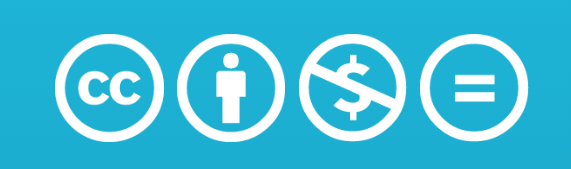 cc $ =